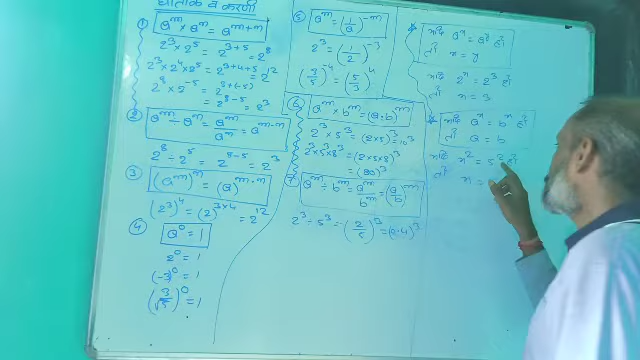 घातांक व करणी
① a^m × a^n = a^{m+n}
2^3 × 2^5 = 2^{3+5} = 2^8
2^3 × 2^4 × 2^5 = 2^{3+4+5} = 2^{12}
2^8 × 2^{-5} = 2^{8+(-5)}
= 2^{8-5} = 2^3
② a^m ÷ a^n = a^m/a^n = a^{m-n}
2^8 ÷ 2^5 = 2^{8-5} = 2^3
③ (a^m)^n = (a)^{m×n}
(2^3)^4 = (2)^{3×4} = 2^{12}
④ a^0 = 1
2^0 = 1
(-3)^0 = 1
⑤ a^m = (1/a)^{-m}
2^3 = (1/2)^{-3}
(3/5)^{-4} = (5/3)^4
⑥ a^m × b^m = (a·b)^m
2^3 × 5^3 = (2×5)^3 = 10^3
2^3 × 5^3 × 8^3 = (2×5×8)^3
= (80)^3
⑦ a^m ÷ b^m = a^m/b^m = (a/b)^m
2^3 ÷ 5^3 = (2/5)^3 = (0.4)^3
यदि a^x = a^y हो
तो x = y
यदि 2^x = 2^3 हो
तो x = 3
यदि a^n = b^n हो
तो a = b
यदि x^2 = 5^2 हो
तो x =